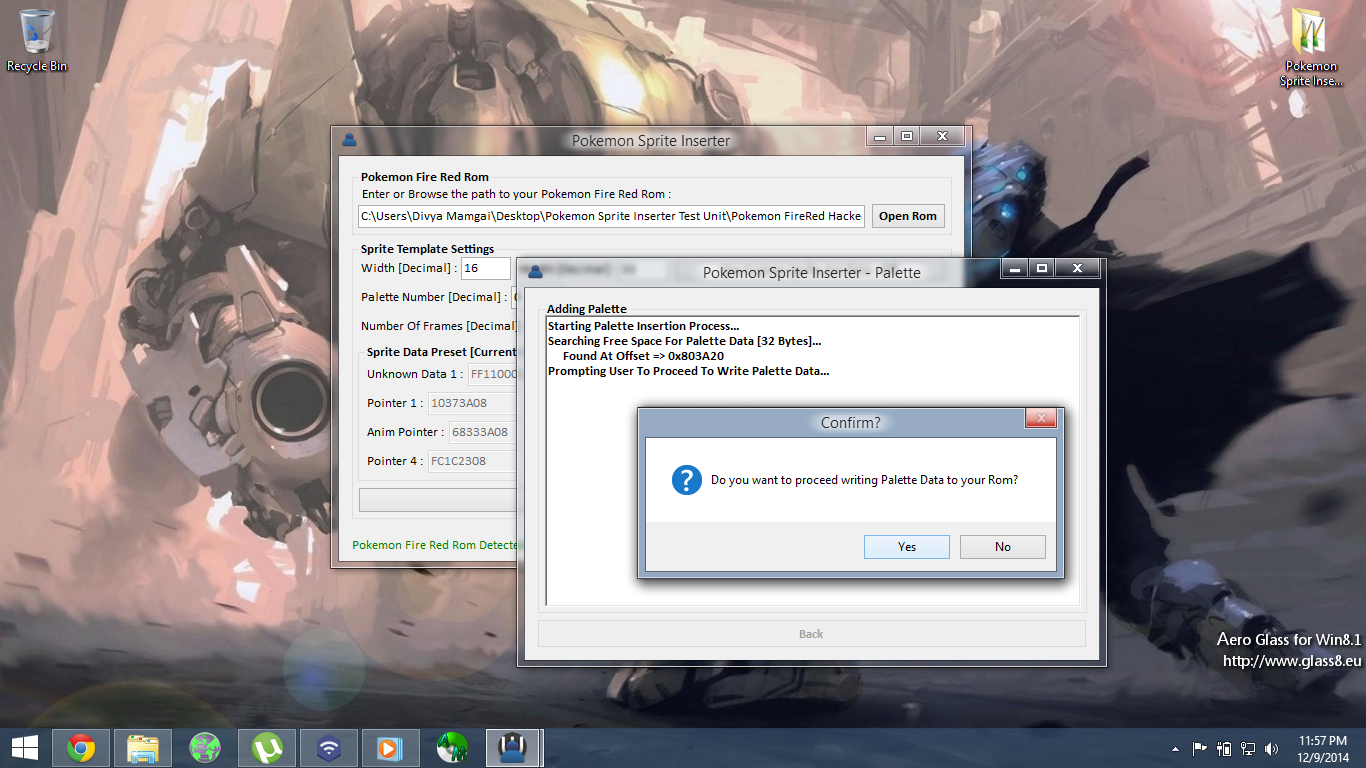 Recycle Bin
Pokemon
Sprite Inse...
Pokemon Sprite Inserter
Pokemon Fire Red Rom
Enter or Browse the path to your Pokemon Fire Red Rom :
C:\Users\Divya Mamgai\Desktop\Pokemon Sprite Inserter Test Unit\Pokemon FireRed Hacke
Open Rom
Sprite Template Settings
Width [Decimal] : 16
Palette Number [Decimal] :
Number Of Frames [Decimal]
Sprite Data Preset [Current
Unknown Data 1 : FF1100
Pointer 1 : 10373A08
Anim Pointer : 68333A08
Pointer 4 : FC1C2308
Pokemon Fire Red Rom Detecte
Pokemon Sprite Inserter - Palette
Adding Palette
Starting Palette Insertion Process...
Searching Free Space For Palette Data [32 Bytes]...
Found At Offset => 0x803A20
Prompting User To Proceed To Write Palette Data...
Confirm?
Do you want to proceed writing Palette Data to your Rom?
Yes
No
Back
Aero Glass for Win8.1
http://www.glass8.eu
11:57 PM
12/9/2014